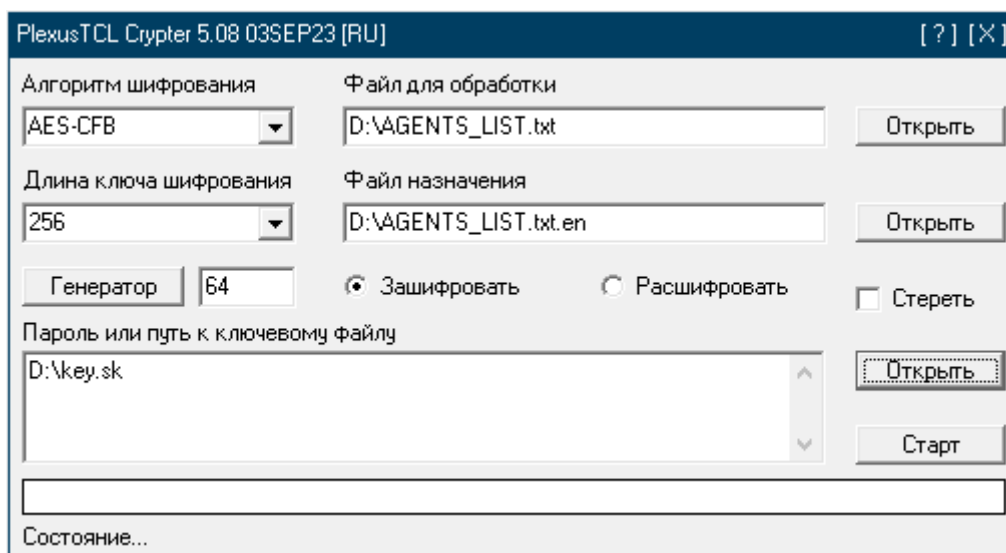 PlexusTCL Crypter 5.08 03SEP23 [RU] [ ? ] [ X ]
Алгоритм шифрования Файл для обработки
AES-CFB D:\AGENTS_LIST.txt Открыть
Длина ключа шифрования Файл назначения
256 D:\AGENTS_LIST.txt.en Открыть
Генератор 64 Зашифровать Расшифровать Стереть
Пароль или путь к ключевому файлу
D:\key.sk Открыть
Старт
Состояние...